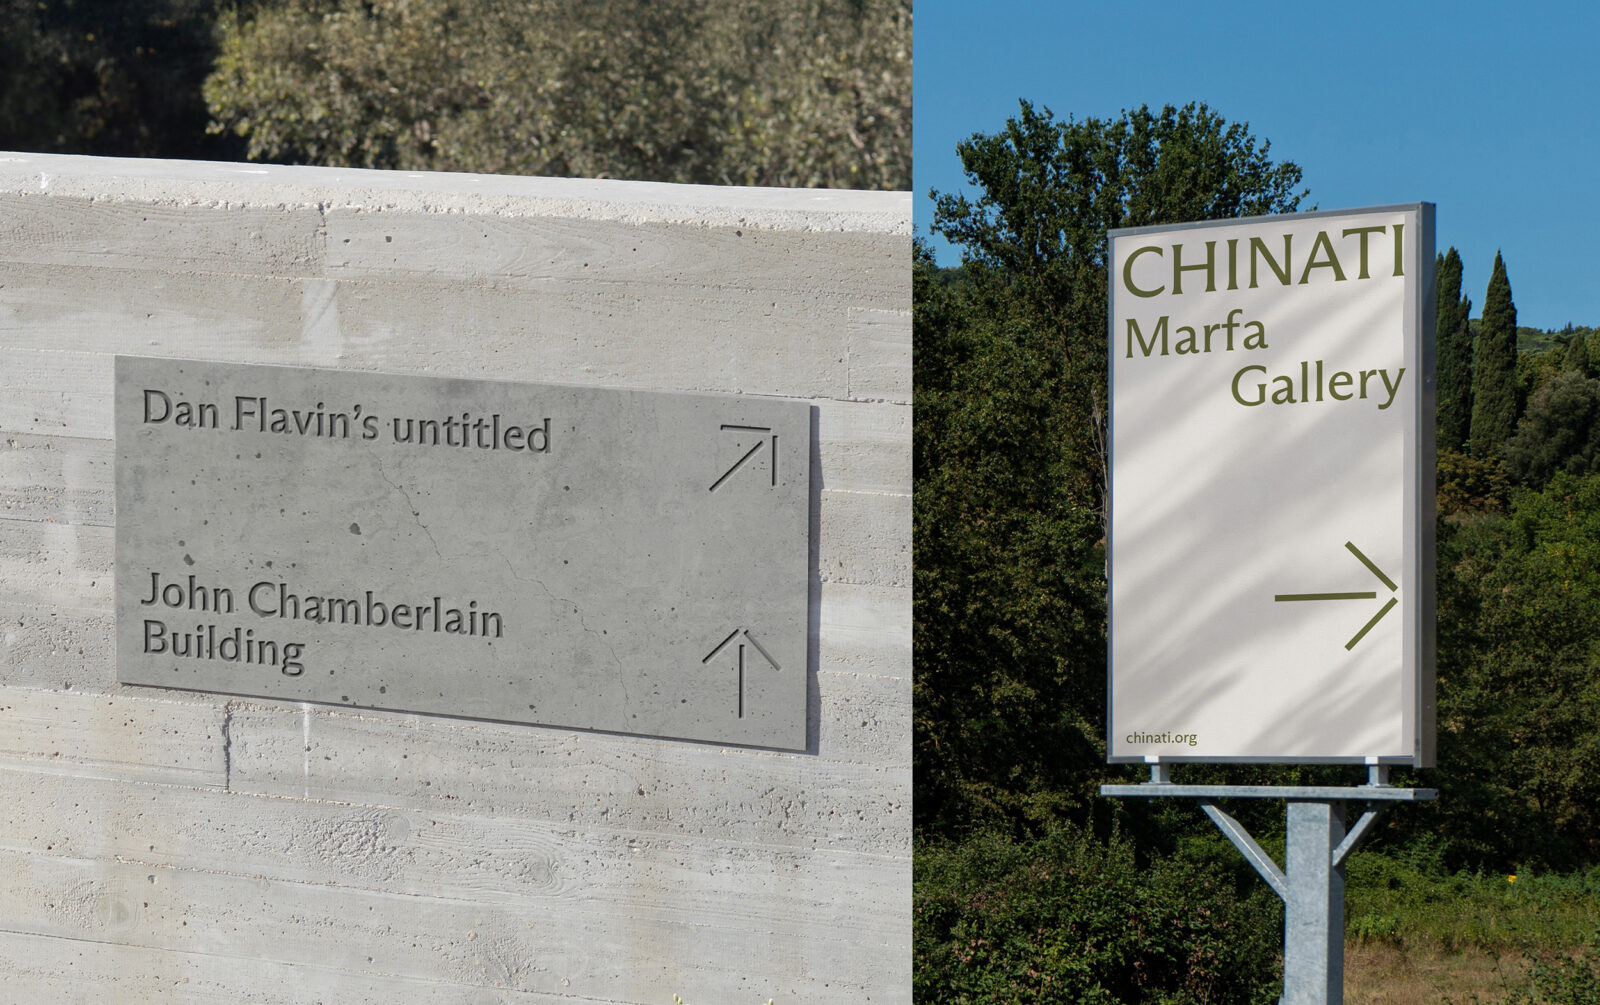 Dan Flavin’s untitled
John Chamberlain
Building
CHINATI
Marfa
Gallery
chinati.org